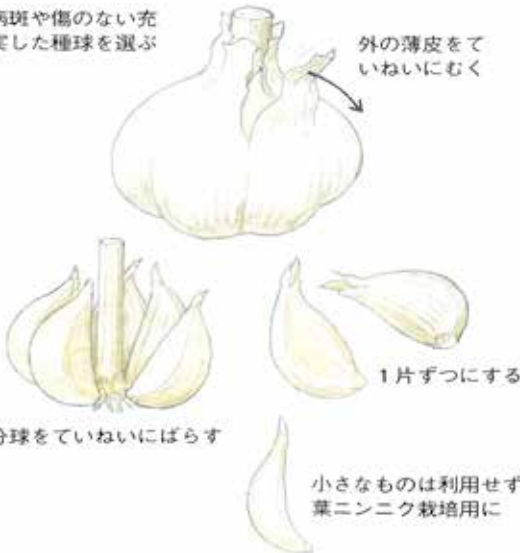 病斑や傷のない充
実した種球を選ぶ
外の薄皮をて
いねいにむく
分球をていねいにばらす
1片ずつにする
小さなものは利用せず
葉ニンニク栽培用に